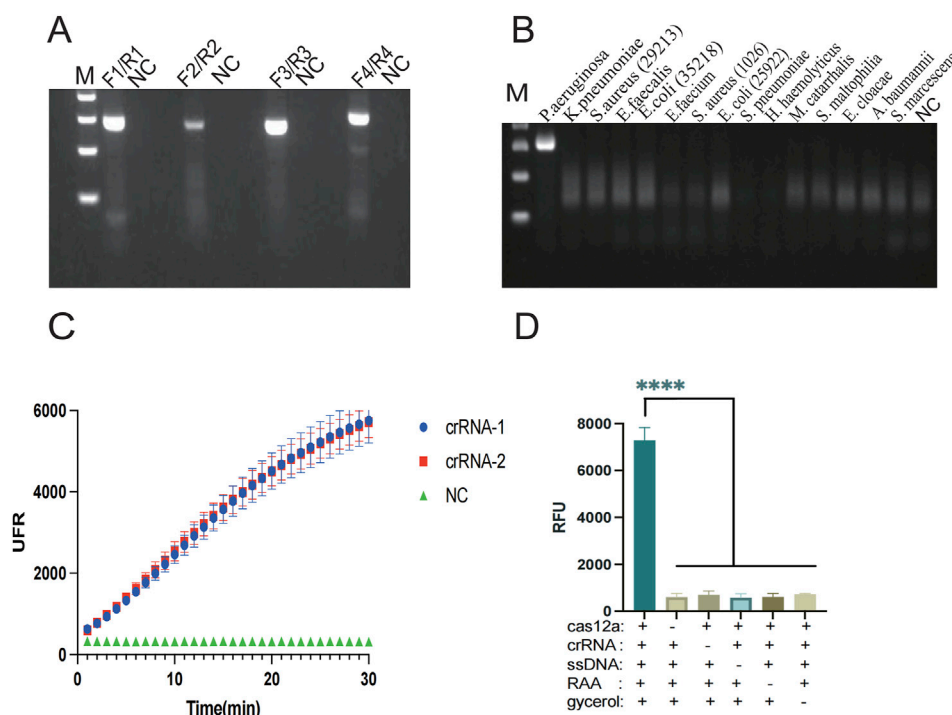 A
M F1/R1 NC F2/R2 NC F3/R3 NC F4/R4 NC
B
M P.aeruginosa K.pneumoniae S.aureus (29213) E.faecalis E.coli (35218) E.faecium S. aureus (1026) E. coli (25922) S. pneumoniae H. haemolyticus M. catarrhalis S. maltophilia E. cloacae A. baumannii S. marcescens NC
C
6000
4000
2000
0
UFR
0 10 20 30
Time(min)
crRNA-1
crRNA-2
NC
D
****
8000
6000
4000
2000
0
RFU
cas12a: + - + + + +
crRNA : + + - + + +
ssDNA : + + + - + +
RAA : + + + + - +
gycerol : + + + + + -